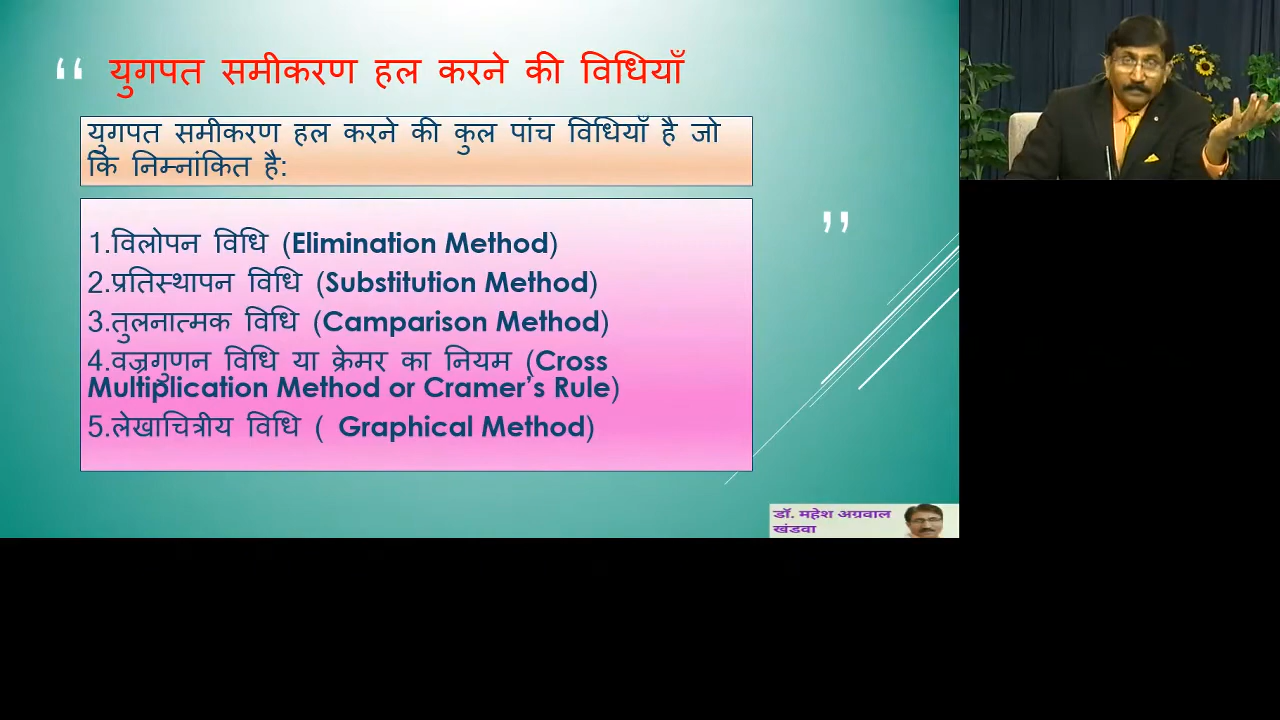 “ युगपत समीकरण हल करने की विधियाँ
युगपत समीकरण हल करने की कुल पांच विधियाँ है जो
कि निम्नांकित है:
”
1.विलोपन विधि (Elimination Method)
2.प्रतिस्थापन विधि (Substitution Method)
3.तुलनात्मक विधि (Camparison Method)
4.वज्रगुणन विधि या क्रेमर का नियम (Cross
Multiplication Method or Cramer’s Rule)
5.लेखाचित्रीय विधि ( Graphical Method)
डॉ. महेश अग्रवाल
खंडवा